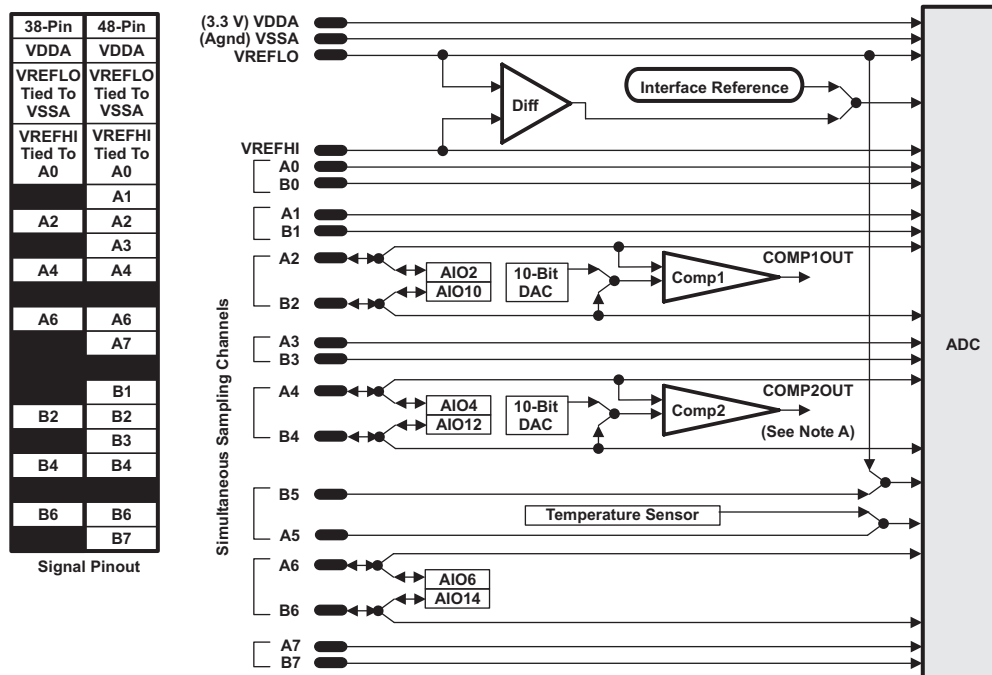 38-Pin 48-Pin
VDDA VDDA
VREFLO VREFLO
Tied To Tied To
VSSA VSSA
VREFHI VREFHI
Tied To Tied To
A0 A0
A1
A2 A2
A3
A4 A4
A6 A6
A7
B1
B2 B2
B3
B4 B4
B6 B6
B7
Signal Pinout
Simultaneous Sampling Channels
(3.3 V) VDDA
(Agnd) VSSA
VREFLO
Interface Reference
Diff
VREFHI
A0
B0
A1
B1
A2
AIO2
AIO10
10-Bit
DAC
Comp1
COMP1OUT
B2
A3
B3
ADC
A4
AIO4
AIO12
10-Bit
DAC
Comp2
COMP2OUT
(See Note A)
B4
B5
Temperature Sensor
A5
A6
AIO6
AIO14
B6
A7
B7